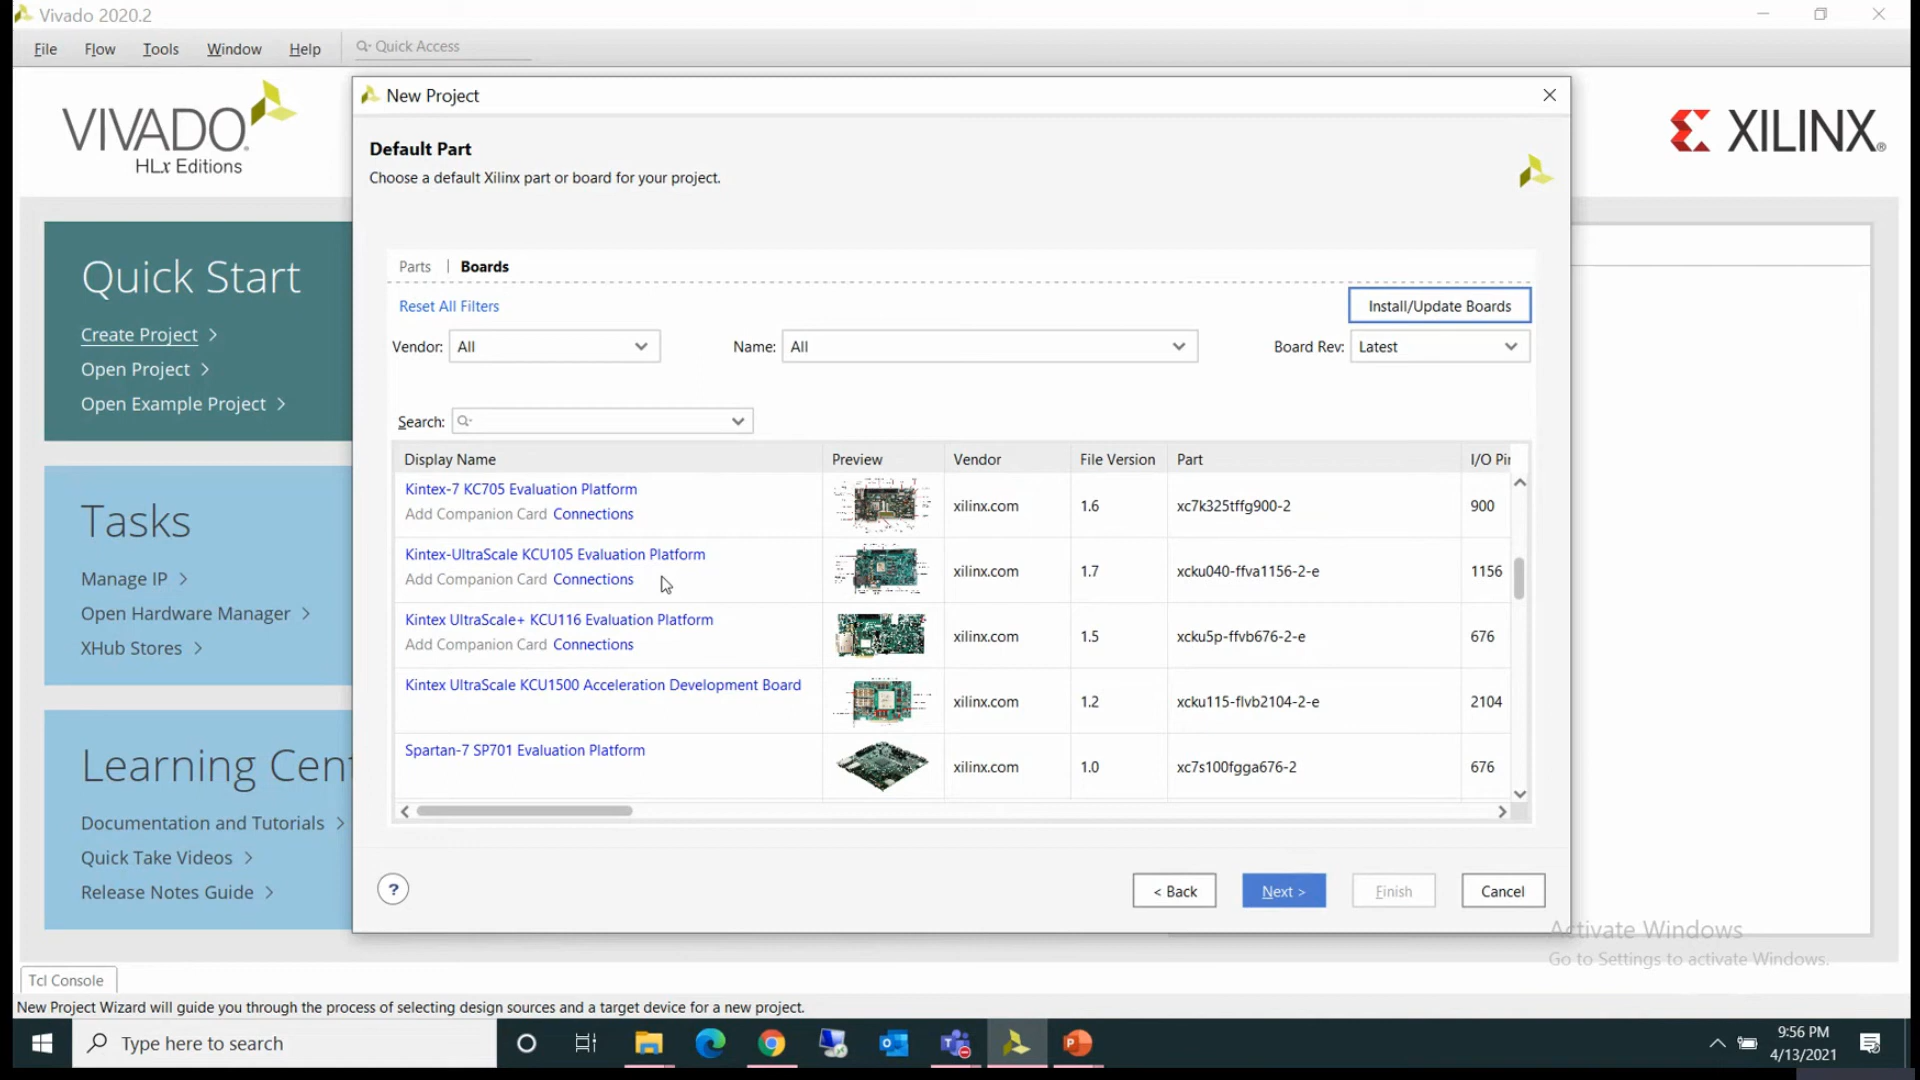 Vivado 2020.2
File Flow Tools Window Help Quick Access
VIVADO
HLx Editions
XILINX
Quick Start
Create Project >
Open Project >
Open Example Project >
Tasks
Manage IP >
Open Hardware Manager >
XHub Stores >
Learning Cen
Documentation and Tutorials >
Quick Take Videos >
Release Notes Guide >
New Project
Default Part
Choose a default Xilinx part or board for your project.
Parts | Boards
Reset All Filters
Install/Update Boards
Vendor: All Name: All Board Rev: Latest
Search:
Display Name Preview Vendor File Version Part I/O Pi
Kintex-7 KC705 Evaluation Platform
Add Companion Card Connections
xilinx.com 1.6 xc7k325tffg900-2 900
Kintex-UltraScale KCU105 Evaluation Platform
Add Companion Card Connections
xilinx.com 1.7 xcku040-ffva1156-2-e 1156
Kintex UltraScale+ KCU116 Evaluation Platform
Add Companion Card Connections
xilinx.com 1.5 xcku5p-ffvb676-2-e 676
Kintex UltraScale KCU1500 Acceleration Development Board
xilinx.com 1.2 xcku115-flvb2104-2-e 2104
Spartan-7 SP701 Evaluation Platform
xilinx.com 1.0 xc7s100fgga676-2 676
?
< Back Next > Finish Cancel
Activate Windows
Go to Settings to activate Windows.
Tcl Console
New Project Wizard will guide you through the process of selecting design sources and a target device for a new project.
Type here to search
9:56 PM
4/13/2021